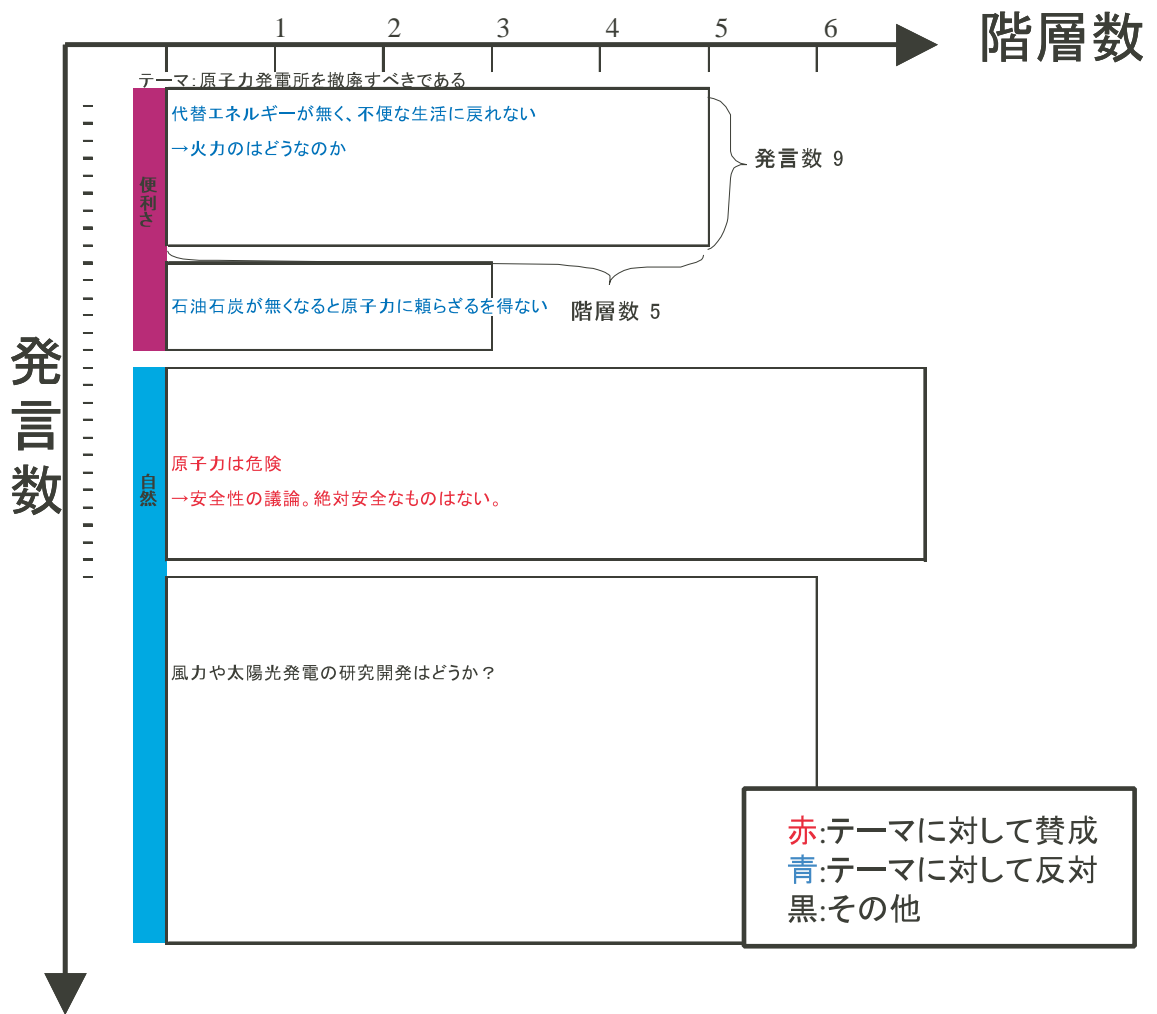 階層数
1 2 3 4 5 6
テーマ:原子力発電所を撤廃すべきである
代替エネルギーが無く、不便な生活に戻れない
→火力のはどうなのか
発言数 9
便利さ
石油石炭が無くなると原子力に頼らざるを得ない
階層数 5
発言数
自然
原子力は危険
→安全性の議論。絶対安全なものはない。
風力や太陽光発電の研究開発はどうか？
赤:テーマに対して賛成
青:テーマに対して反対
黒:その他